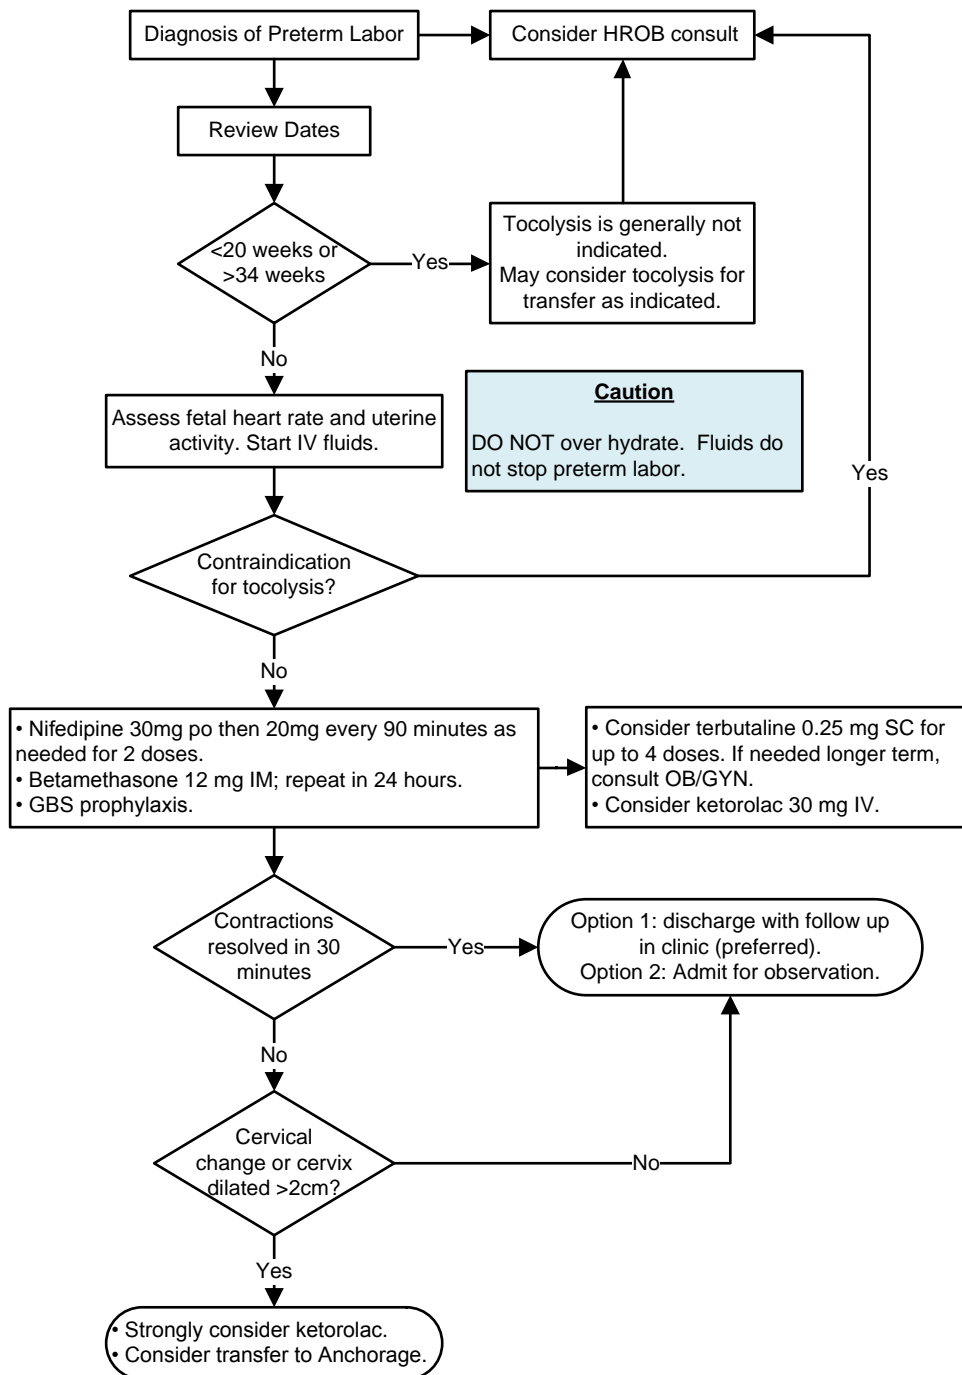 Diagnosis of Preterm Labor
Consider HROB consult
Review Dates
<20 weeks or
>34 weeks
Yes
Tocolysis is generally not
indicated.
May consider tocolysis for
transfer as indicated.
No
Assess fetal heart rate and uterine
activity. Start IV fluids.
Caution
DO NOT over hydrate.  Fluids do
not stop preterm labor.
Yes
Contraindication
for tocolysis?
No
• Nifedipine 30mg po then 20mg every 90 minutes as
needed for 2 doses.
• Betamethasone 12 mg IM; repeat in 24 hours.
• GBS prophylaxis.
• Consider terbutaline 0.25 mg SC for
up to 4 doses. If needed longer term,
consult OB/GYN.
• Consider ketorolac 30 mg IV.
Contractions
resolved in 30
minutes
Yes
Option 1: discharge with follow up
in clinic (preferred).
Option 2: Admit for observation.
No
Cervical
change or cervix
dilated >2cm?
No
Yes
• Strongly consider ketorolac.
• Consider transfer to Anchorage.